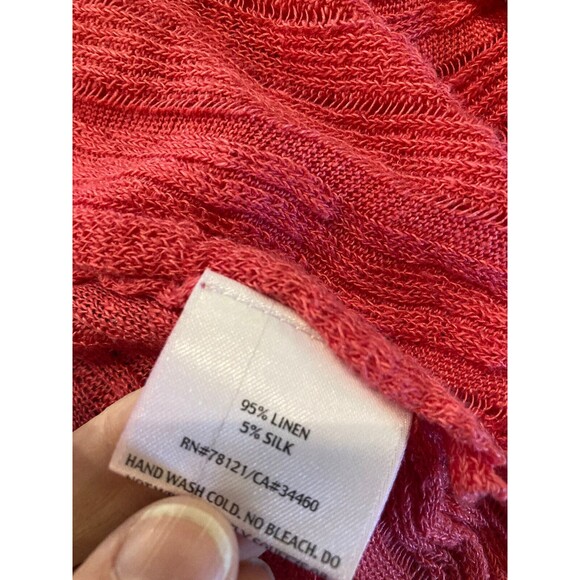 95% LINEN
5% SILK
RN#78121/CA#34460
HAND WASH COLD. NO BLEACH. DO